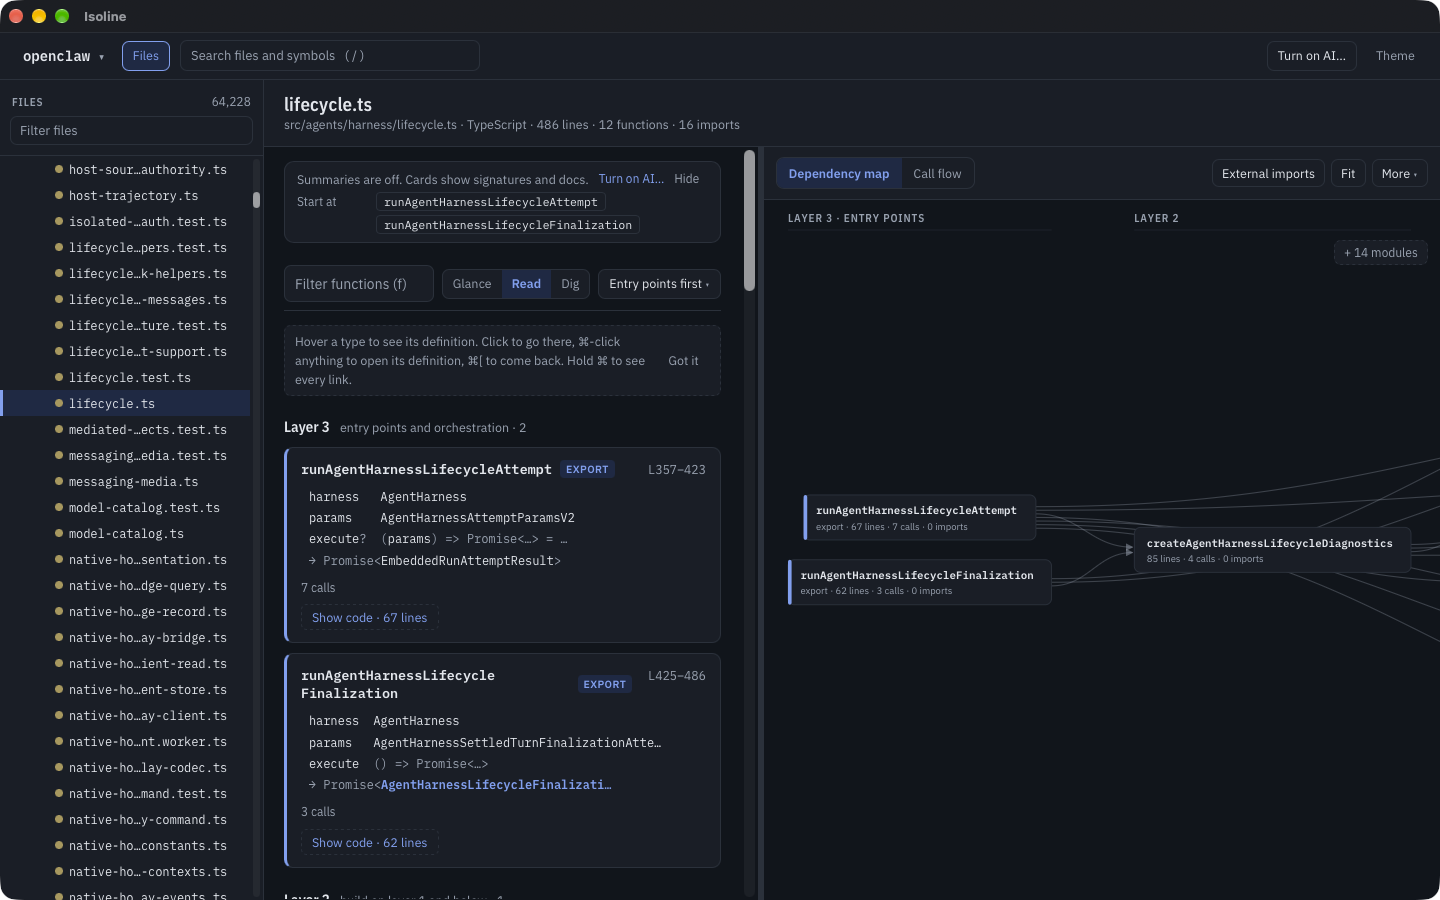 Isoline
openclaw ▾
Files
Search files and symbols (/)
Turn on AI...
Theme
FILES
64,228
Filter files
host-sour…authority.ts
host-trajectory.ts
isolated-…auth.test.ts
lifecycle…pers.test.ts
lifecycle…k-helpers.ts
lifecycle…-messages.ts
lifecycle…ture.test.ts
lifecycle…t-support.ts
lifecycle.test.ts
lifecycle.ts
mediated-…ects.test.ts
messaging…edia.test.ts
messaging-media.ts
model-catalog.test.ts
model-catalog.ts
native-ho…sentation.ts
native-ho…dge-query.ts
native-ho…ge-record.ts
native-ho…ay-bridge.ts
native-ho…ient-read.ts
native-ho…ent-store.ts
native-ho…ay-client.ts
native-ho…nt.worker.ts
native-ho…lay-codec.ts
native-ho…mand.test.ts
native-ho…y-command.ts
native-ho…constants.ts
native-ho…-contexts.ts
native-ho…ay-events.ts
lifecycle.ts
src/agents/harness/lifecycle.ts · TypeScript · 486 lines · 12 functions · 16 imports
Summaries are off. Cards show signatures and docs. Turn on AI... Hide
Start at
runAgentHarnessLifecycleAttempt
runAgentHarnessLifecycleFinalization
Filter functions (f)
Glance
Read
Dig
Entry points first ▾
Hover a type to see its definition. Click to go there, ⌘-click
anything to open its definition, ⌘[ to come back. Hold ⌘ to see
every link.
Got it
Layer 3 entry points and orchestration · 2
runAgentHarnessLifecycleAttempt EXPORT L357–423
harness AgentHarness
params AgentHarnessAttemptParamsV2
execute? (params) => Promise<…> = …
→ Promise<EmbeddedRunAttemptResult>
7 calls
Show code · 67 lines
runAgentHarnessLifecycle
Finalization
EXPORT
L425–486
harness AgentHarness
params AgentHarnessSettledTurnFinalizationAtte…
execute () => Promise<…>
→ Promise<AgentHarnessLifecycleFinalizati…
3 calls
Show code · 62 lines
Layer 2 build on layer 1 and below · 1
Dependency map
Call flow
External imports
Fit
More ▾
LAYER 3 · ENTRY POINTS
LAYER 2
+ 14 modules
runAgentHarnessLifecycleAttempt
export · 67 lines · 7 calls · 0 imports
createAgentHarnessLifecycleDiagnostics
85 lines · 4 calls · 0 imports
runAgentHarnessLifecycleFinalization
export · 62 lines · 3 calls · 0 imports